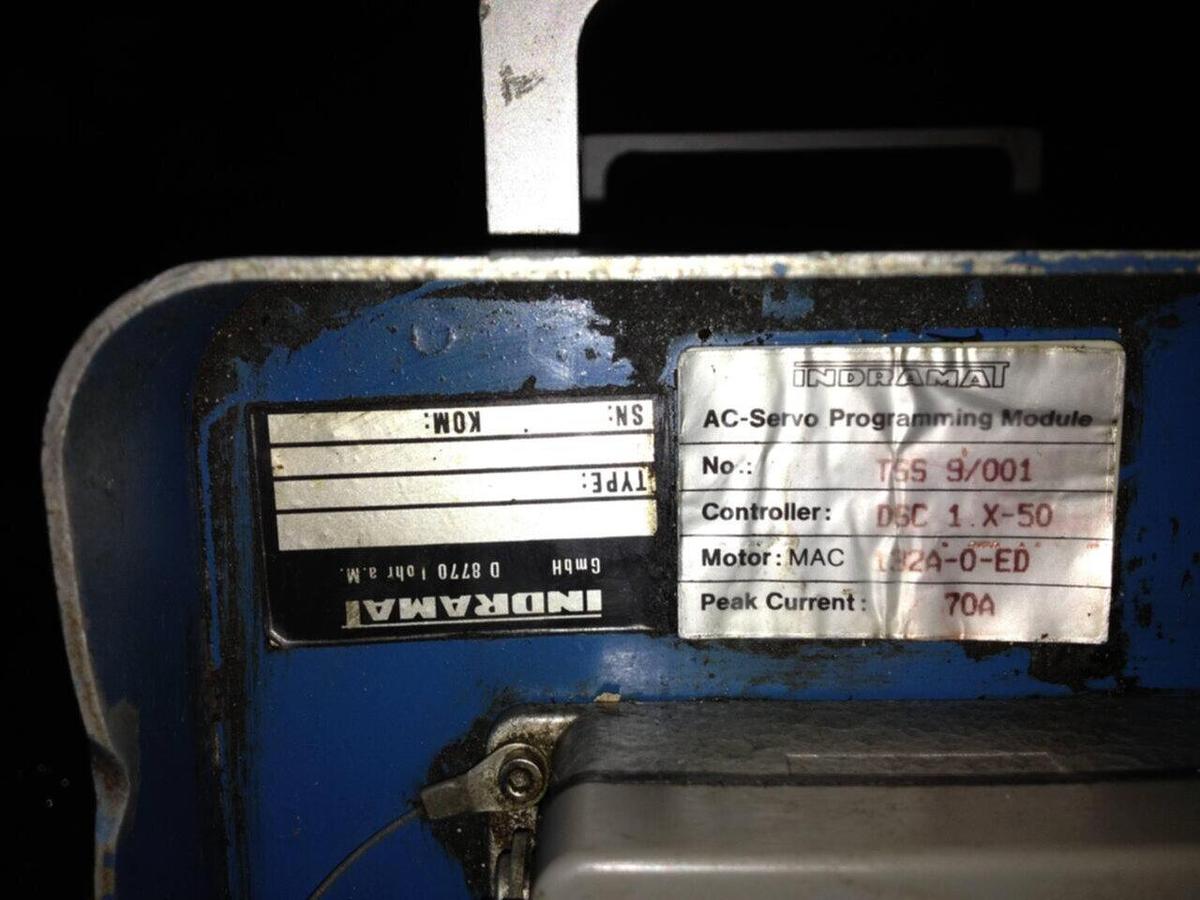 INDRAMAT
AC-Servo Programming Module
No.: TSS 9/001
Controller: DSC 1.X-50
Motor: MAC 132A-0-ED
Peak Current: 70A
INDRAMAT
GmbH D 8770 Lohr a.M.
TYPE:
SN: KOM: